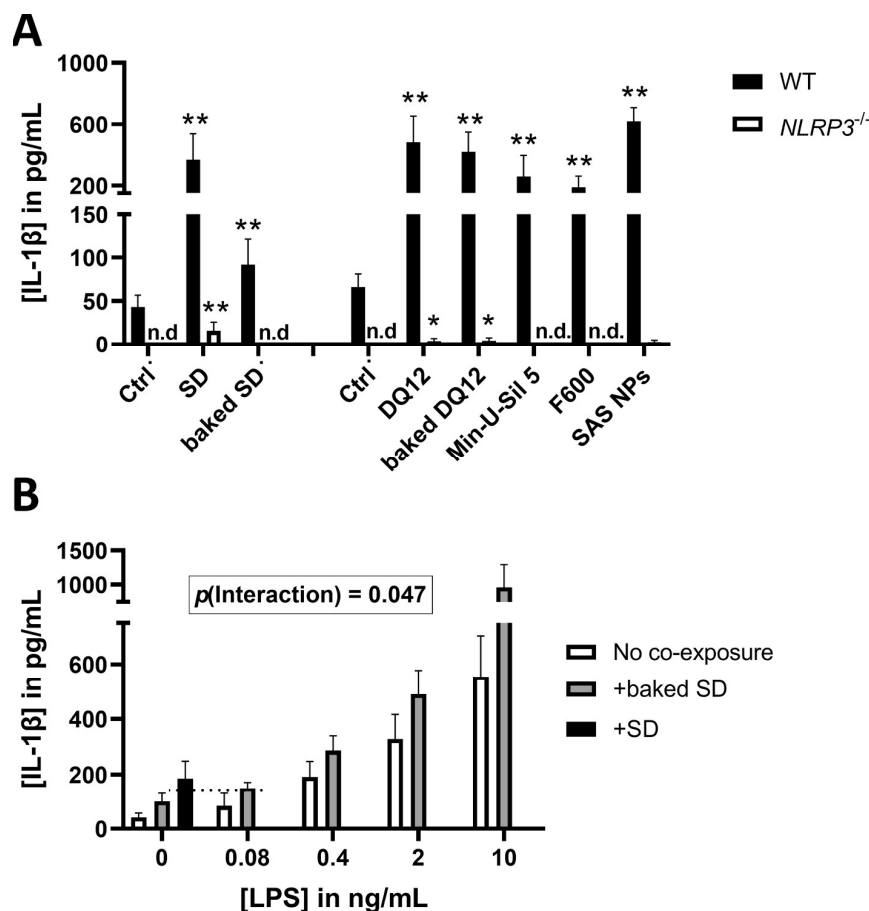 A
[IL-1β] in pg/mL
1000
600
200
150
100
50
0
** ** ** ** ** ** ** ** * *
n.d n.d n.d n.d. n.d.
Ctrl. SD baked SD. Ctrl. DQ12 baked DQ12 Min-U-Sil 5 F600 SAS NPs
WT
NLRP3-/-
B
[IL-1β] in pg/mL
1500
1000
600
400
200
0
p(Interaction) = 0.047
No co-exposure
+baked SD
+SD
0 0.08 0.4 2 10
[LPS] in ng/mL